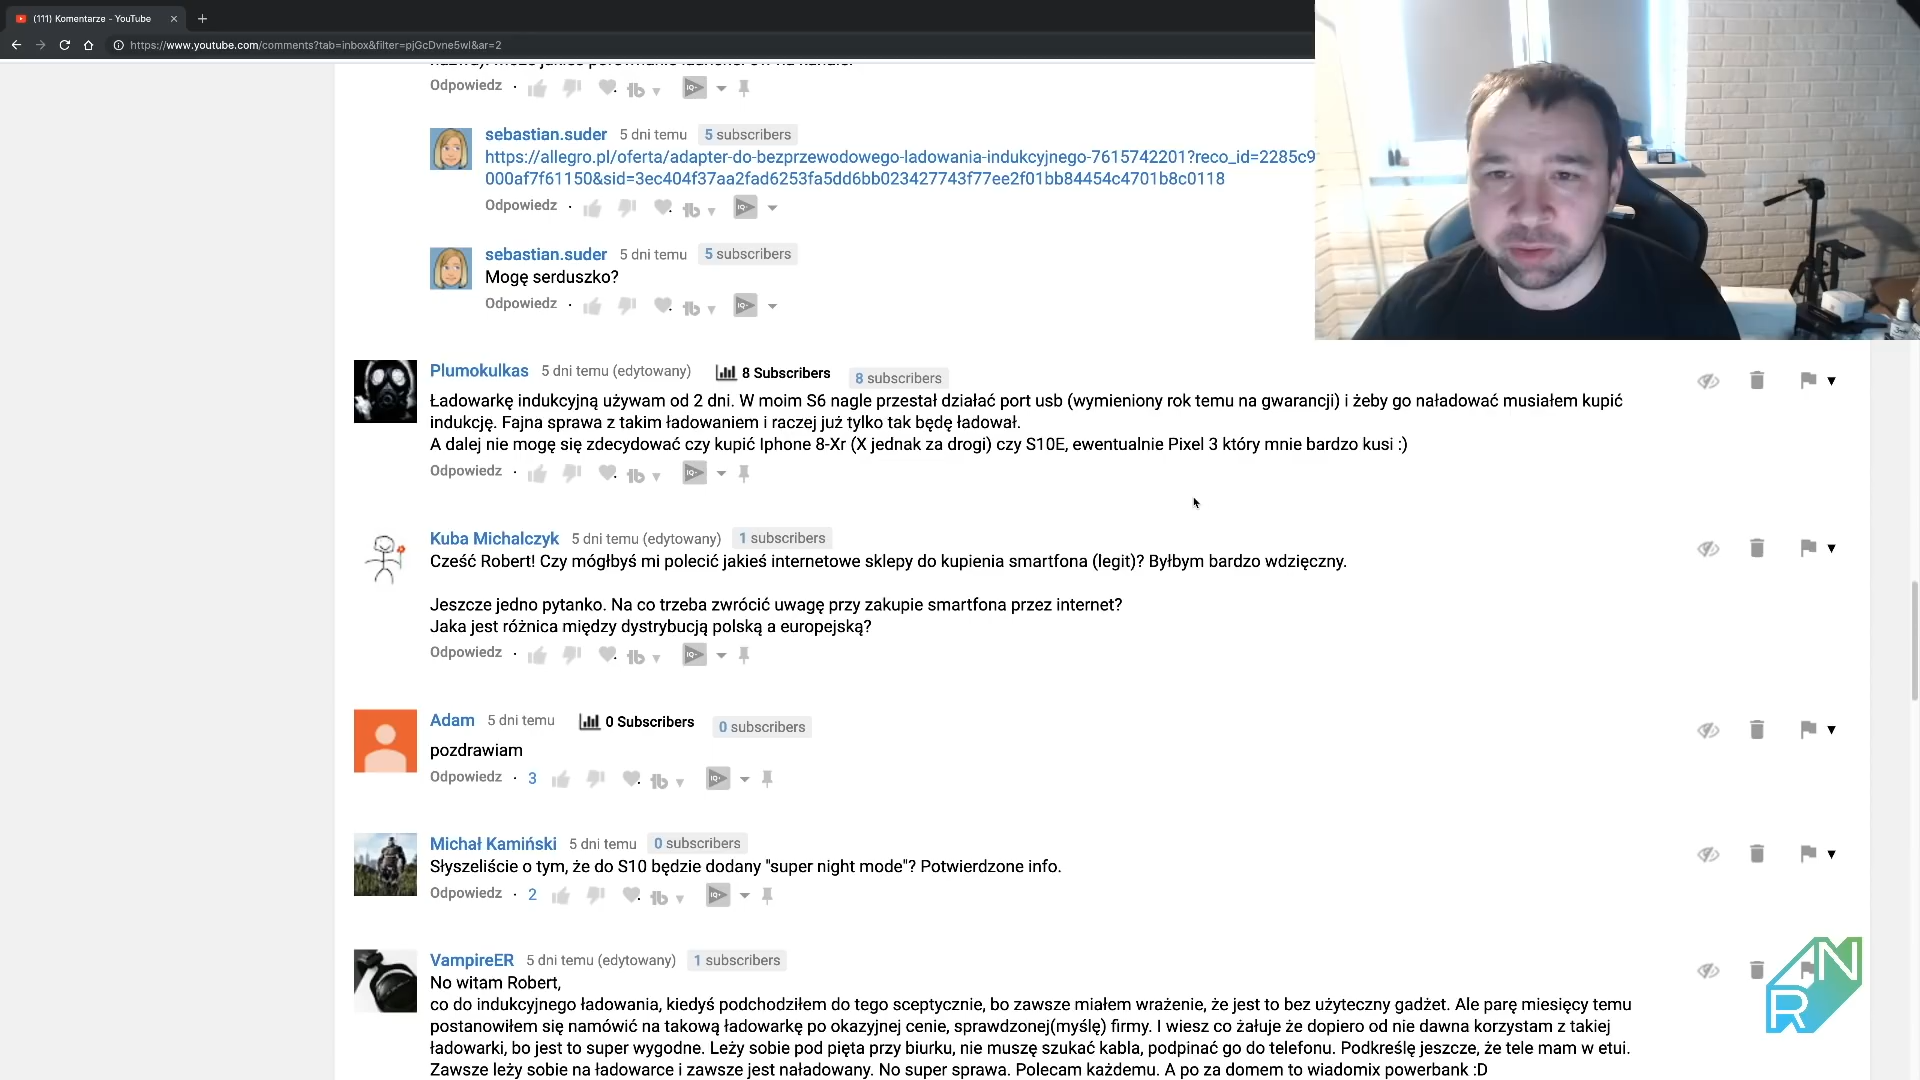 (111) Komentarze - YouTube
https://www.youtube.com/comments?tab=inbox&filter=pjGcDvne5wI&ar=2
Odpowiedz
sebastian.suder 5 dni temu 5 subscribers
https://allegro.pl/oferta/adapter-do-bezprzewodowego-ladowania-indukcyjnego-7615742201?reco_id=2285c9
000af7f61150&sid=3ec404f37aa2fad6253fa5dd6bb023427743f77ee2f01bb84454c4701b8c0118
Odpowiedz
sebastian.suder 5 dni temu 5 subscribers
Mogę serduszko?
Odpowiedz
Plumokulkas 5 dni temu (edytowany) 8 Subscribers 8 subscribers
Ładowarkę indukcyjną używam od 2 dni. W moim S6 nagle przestał działać port usb (wymieniony rok temu na gwarancji) i żeby go naładować musiałem kupić
indukcję. Fajna sprawa z takim ładowaniem i raczej już tylko tak będę ładował.
A dalej nie mogę się zdecydować czy kupić Iphone 8-Xr (X jednak za drogi) czy S10E, ewentualnie Pixel 3 który mnie bardzo kusi :)
Odpowiedz
Kuba Michalczyk 5 dni temu (edytowany) 1 subscribers
Cześć Robert! Czy mógłbyś mi polecić jakieś internetowe sklepy do kupienia smartfona (legit)? Byłbym bardzo wdzięczny.
Jeszcze jedno pytanko. Na co trzeba zwrócić uwagę przy zakupie smartfona przez internet?
Jaka jest różnica między dystrybucją polską a europejską?
Odpowiedz
Adam 5 dni temu 0 Subscribers 0 subscribers
pozdrawiam
Odpowiedz · 3
Michał Kamiński 5 dni temu 0 subscribers
Słyszeliście o tym, że do S10 będzie dodany "super night mode"? Potwierdzone info.
Odpowiedz · 2
VampireER 5 dni temu (edytowany) 1 subscribers
No witam Robert,
co do indukcyjnego ładowania, kiedyś podchodziłem do tego sceptycznie, bo zawsze miałem wrażenie, że jest to bez użyteczny gadżet. Ale parę miesięcy temu
postanowiłem się namówić na takową ładowarkę po okazyjnej cenie, sprawdzonej(myślę) firmy. I wiesz co żałuje że dopiero od nie dawna korzystam z takiej
ładowarki, bo jest to super wygodne. Leży sobie pod pięta przy biurku, nie muszę szukać kabla, podpinać go do telefonu. Podkreślę jeszcze, że tele mam w etui.
Zawsze leży sobie na ładowarce i zawsze jest naładowany. No super sprawa. Polecam każdemu. A po za domem to wiadomix powerbank :D
RN